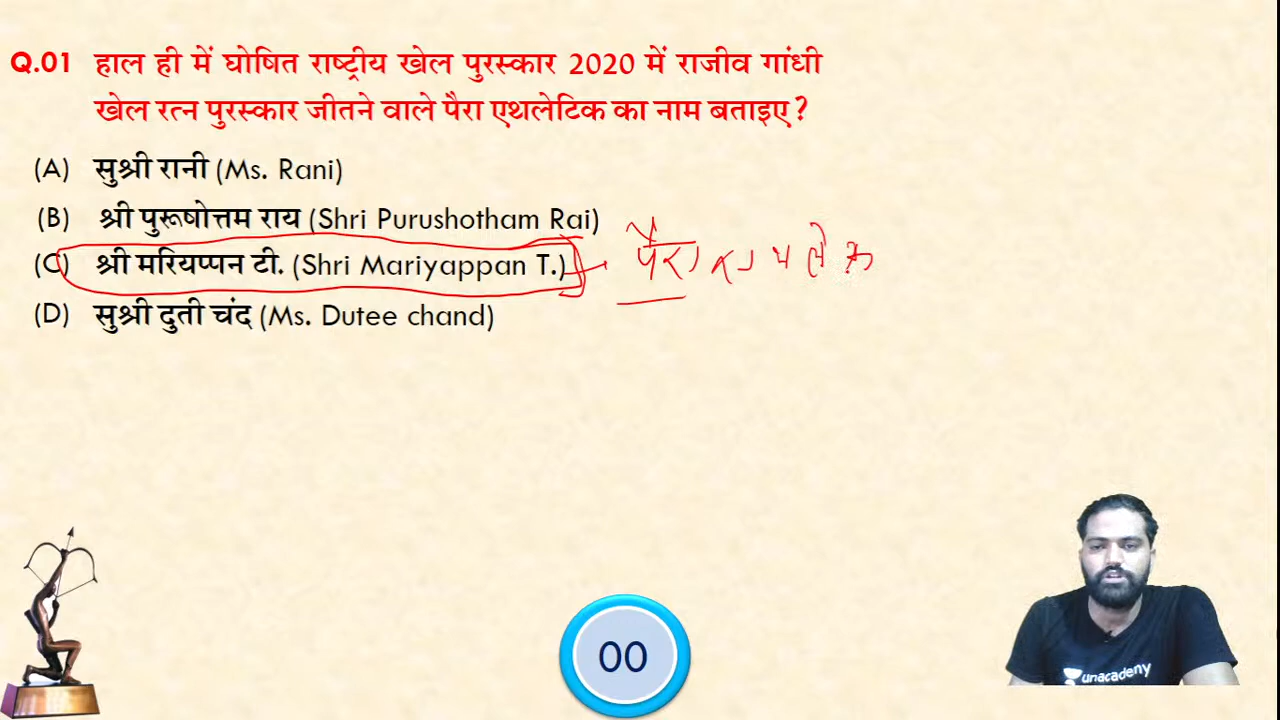 Q.01 हाल ही में घोषित राष्ट्रीय खेल पुरस्कार 2020 में राजीव गांधी
खेल रत्न पुरस्कार जीतने वाले पैरा एथलेटिक का नाम बताइए?
(A) सुश्री रानी (Ms. Rani)
(B) श्री पुरूषोत्तम राय (Shri Purushotham Rai)
(C) श्री मरियप्पन टी. (Shri Mariyappan T.)
पैरा
(D) सुश्री दुती चंद (Ms. Dutee chand)
00
unacademy